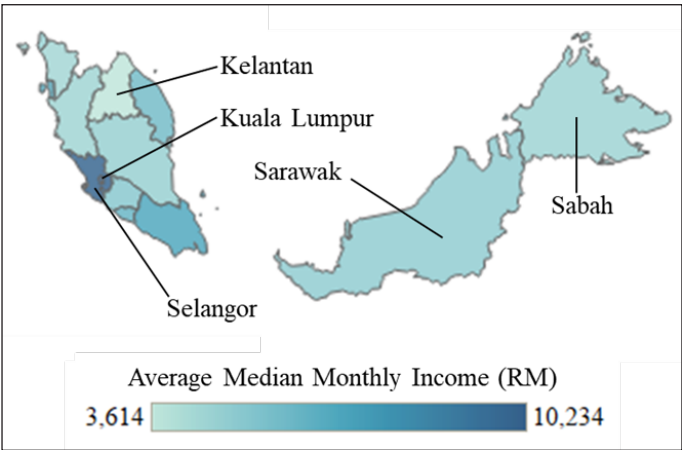 Kelantan
Kuala Lumpur
Sarawak
Sabah
Selangor
Average Median Monthly Income (RM)
3,614
10,234